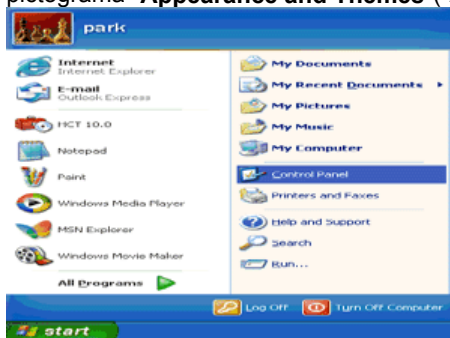 pictograma "Appearance and Themes" (
park
Internet
Internet Explorer
E-mail
Outlook Express
HCT 10.0
Notepad
Paint
Windows Media Player
MSN Explorer
Windows Movie Maker
All Programs
My Documents
My Recent Documents
My Pictures
My Music
My Computer
Control Panel
Printers and Faxes
Help and Support
Search
Run...
Log Off
Turn Off Computer
start